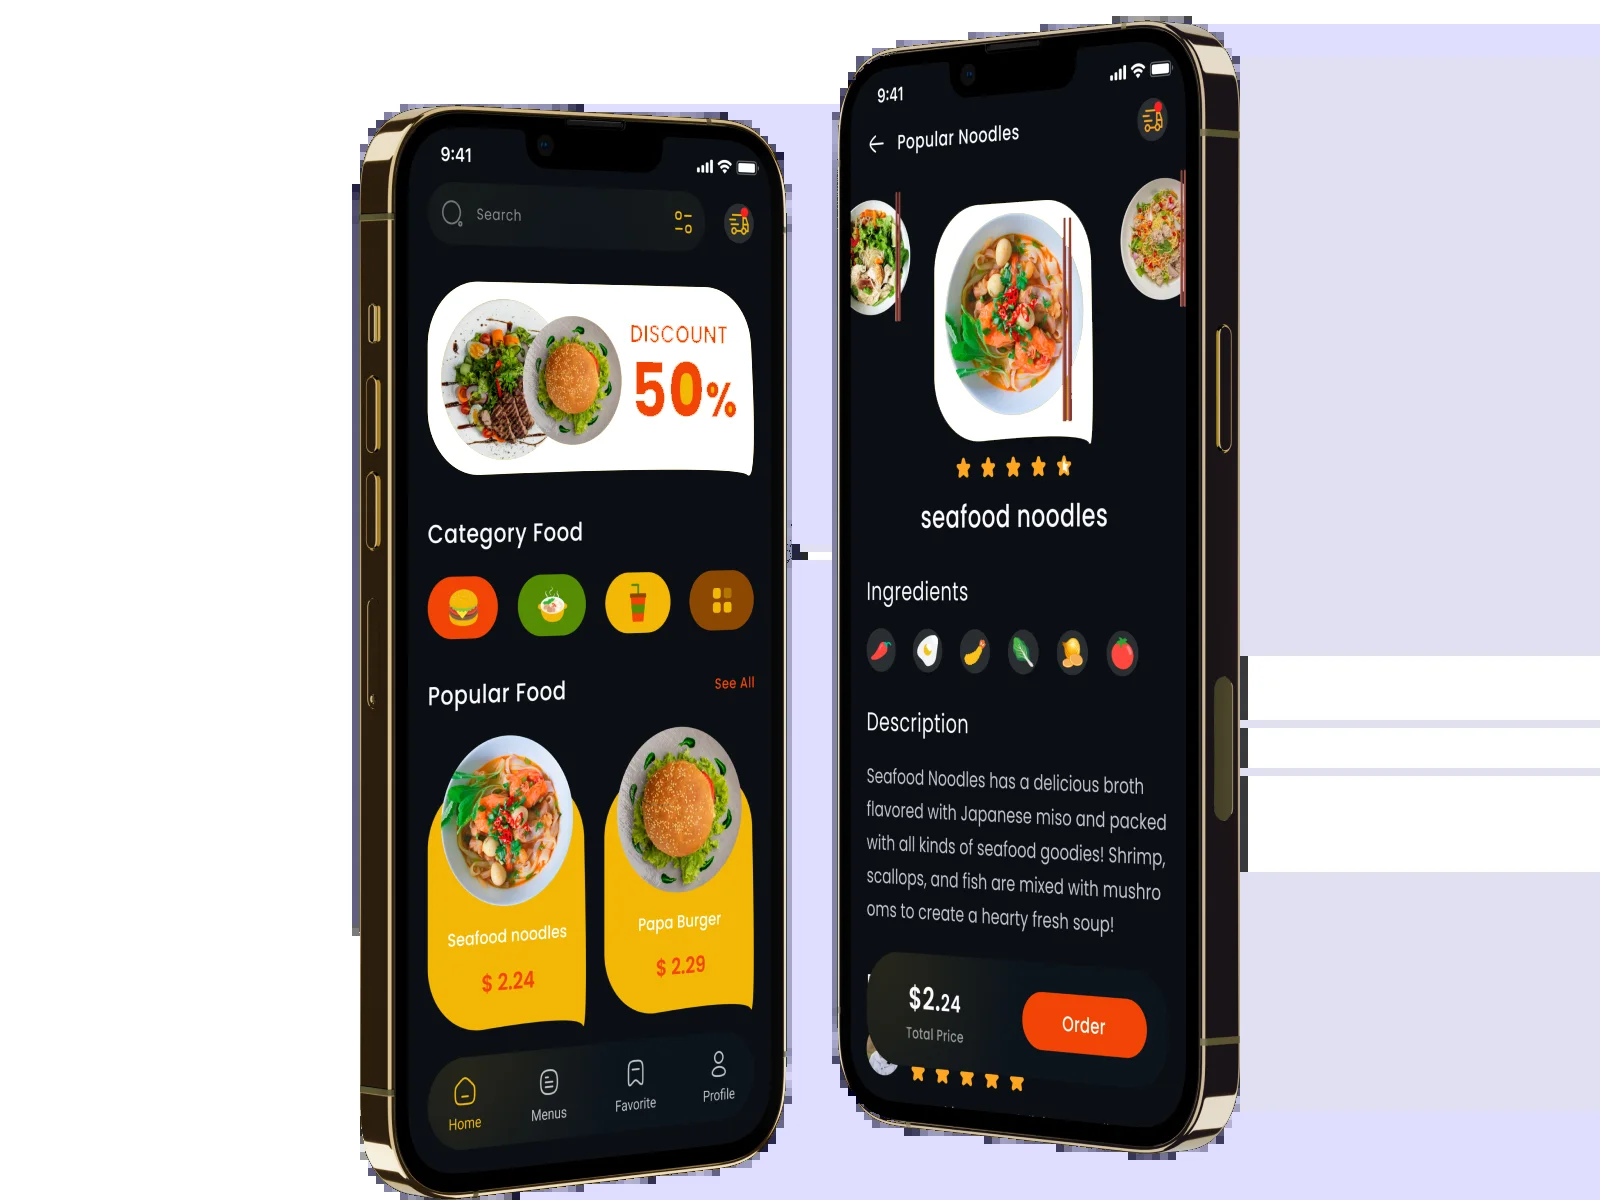 9:41
Search
DISCOUNT
50%
Category Food
Popular Food
See All
Seafood noodles
$ 2.24
Papa Burger
$ 2.29
Home
Menus
Favorite
Profile
9:41
Popular Noodles
seafood noodles
Ingredients
Description
Seafood Noodles has a delicious broth
flavored with Japanese miso and packed
with all kinds of seafood goodies! Shrimp,
scallops, and fish are mixed with mushro
oms to create a hearty fresh soup!
$2.24
Total Price
Order